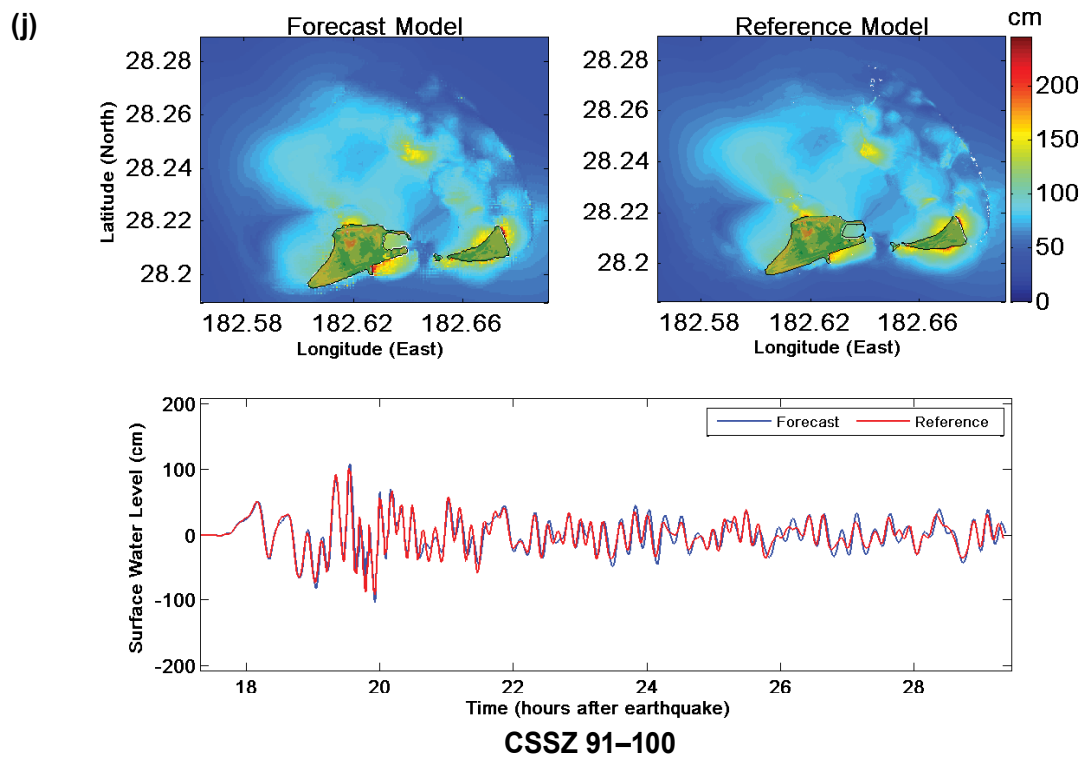 (j)
Forecast Model
Reference Model
cm
28.28
28.26
28.24
28.22
28.2
Latitude (North)
182.58
182.62
182.66
Longitude (East)
28.28
28.26
28.24
28.22
28.2
182.58
182.62
182.66
Longitude (East)
200
150
100
50
0
200
100
0
-100
-200
Surface Water Level (cm)
Forecast
Reference
18
20
22
24
26
28
Time (hours after earthquake)
CSSZ 91–100